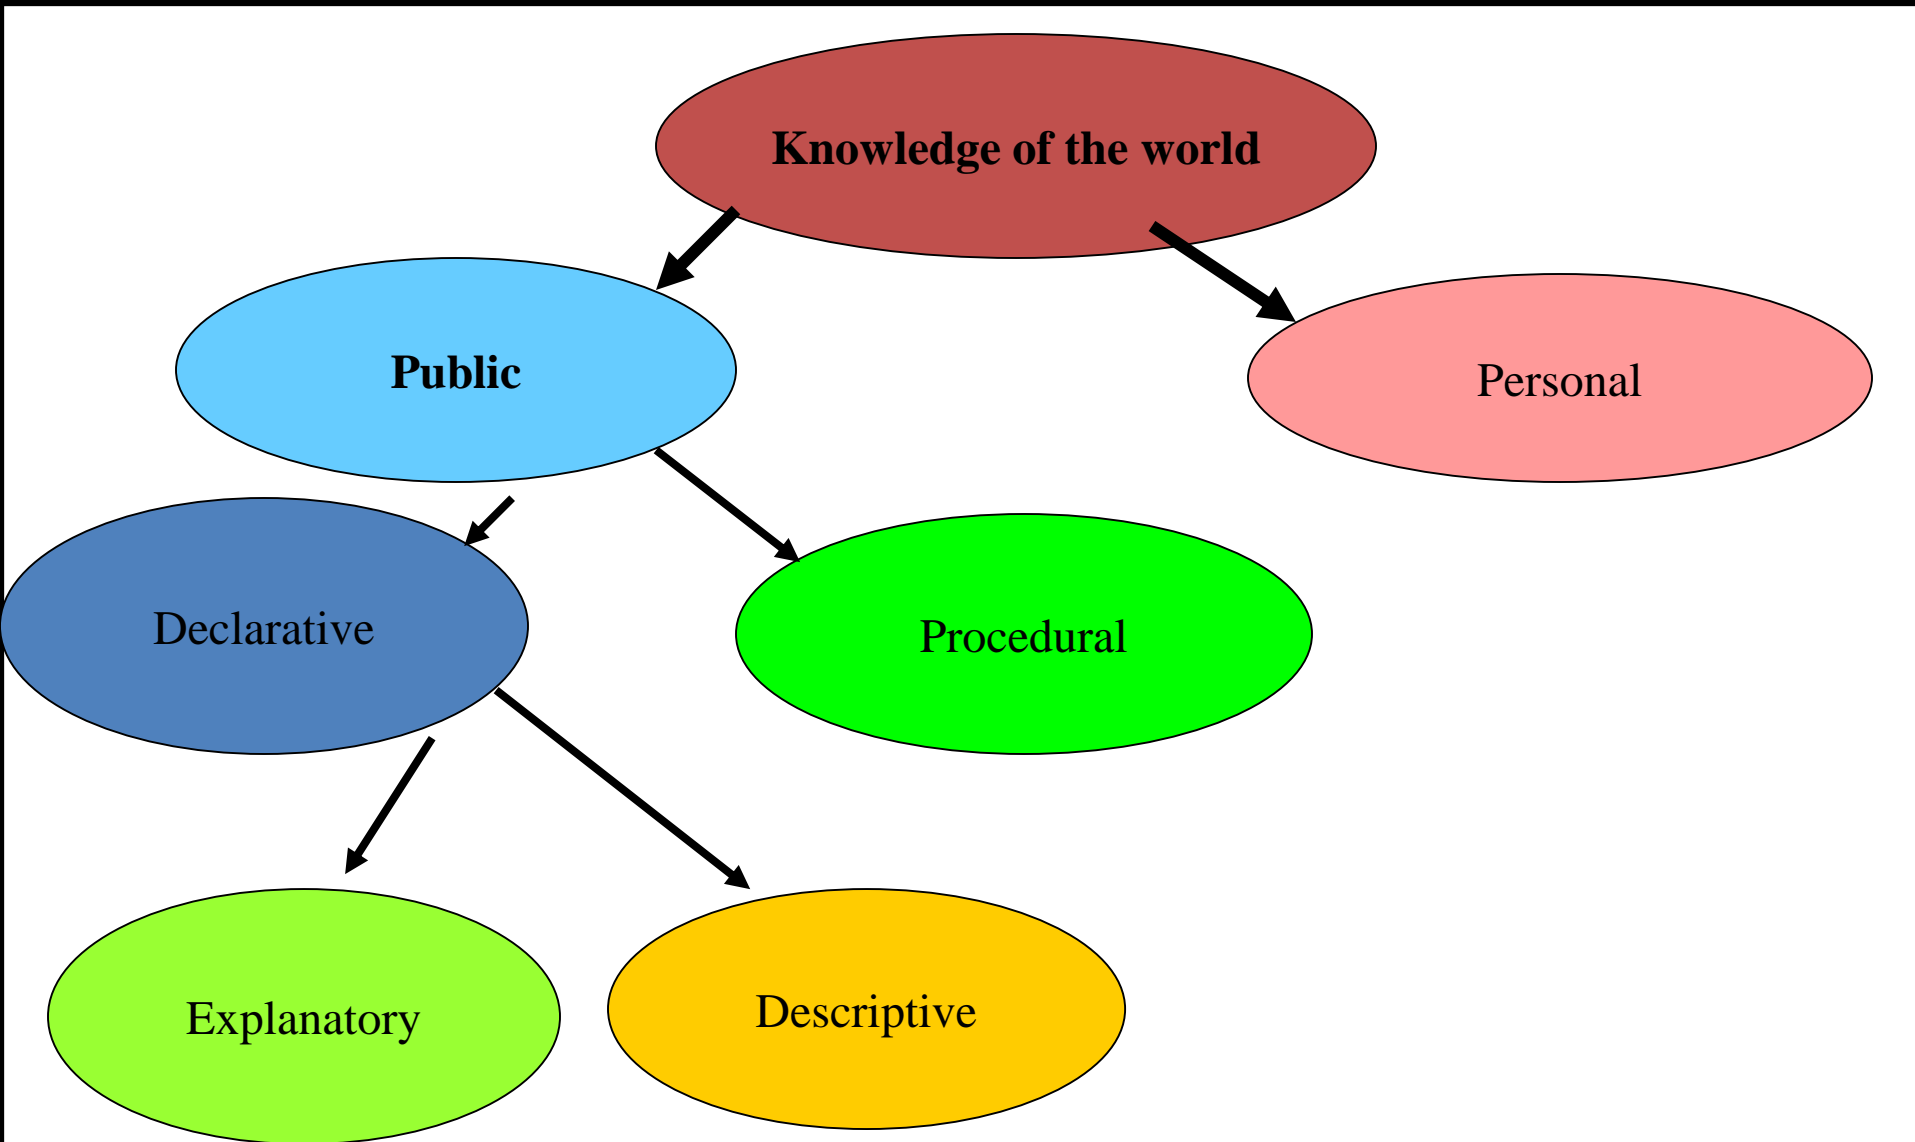 Knowledge of the world
Public
Personal
Declarative
Procedural
Explanatory
Descriptive